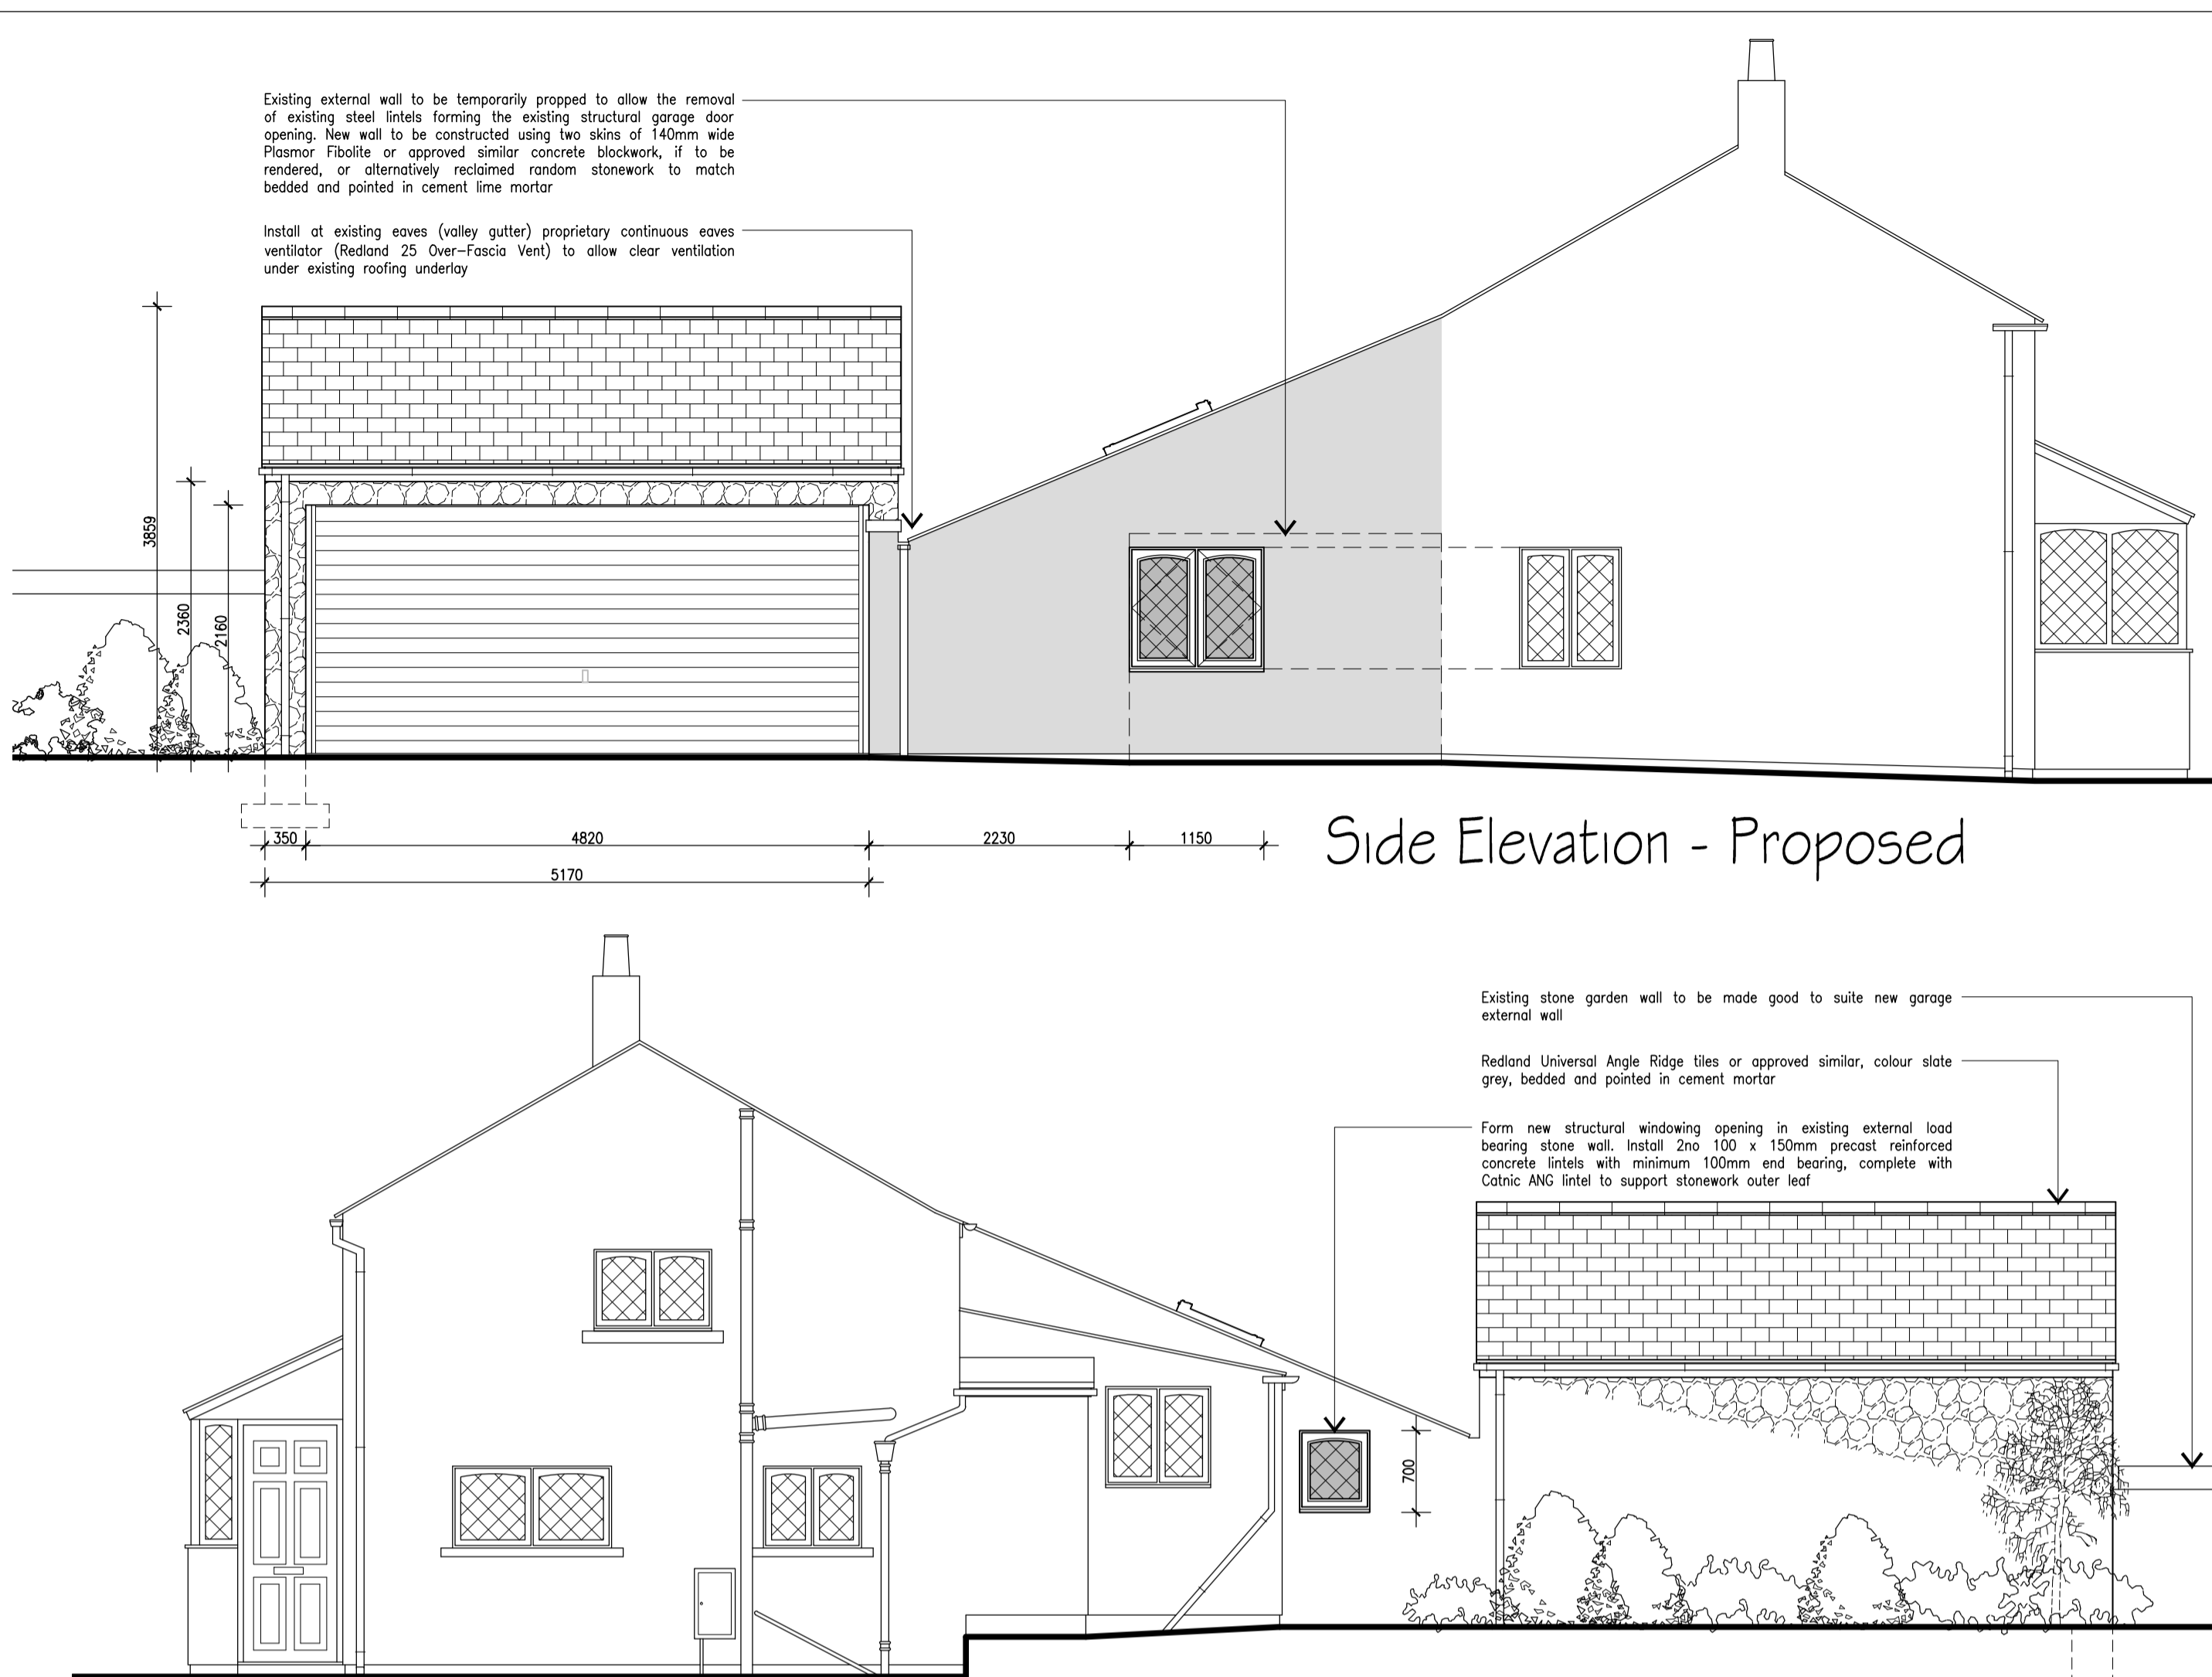 Existing external wall to be temporarily propped to allow the removal
of existing steel lintels forming the existing structural garage door
opening. New wall to be constructed using two skins of 140mm wide
Plasmor Fibolite or approved similar concrete blockwork, if to be
rendered, or alternatively reclaimed random stonework to match
bedded and pointed in cement lime mortar
Install at existing eaves (valley gutter) proprietary continuous eaves
ventilator (Redland 25 Over-Fascia Vent) to allow clear ventilation
under existing roofing underlay
3859
2360
2160
350
4820
2230
1150
5170
Side Elevation - Proposed
Existing stone garden wall to be made good to suite new garage
external wall
Redland Universal Angle Ridge tiles or approved similar, colour slate
grey, bedded and pointed in cement mortar
Form new structural windowing opening in existing external load
bearing stone wall. Install 2no 100 x 150mm precast reinforced
concrete lintels with minimum 100mm end bearing, complete with
Catnic ANG lintel to support stonework outer leaf
700